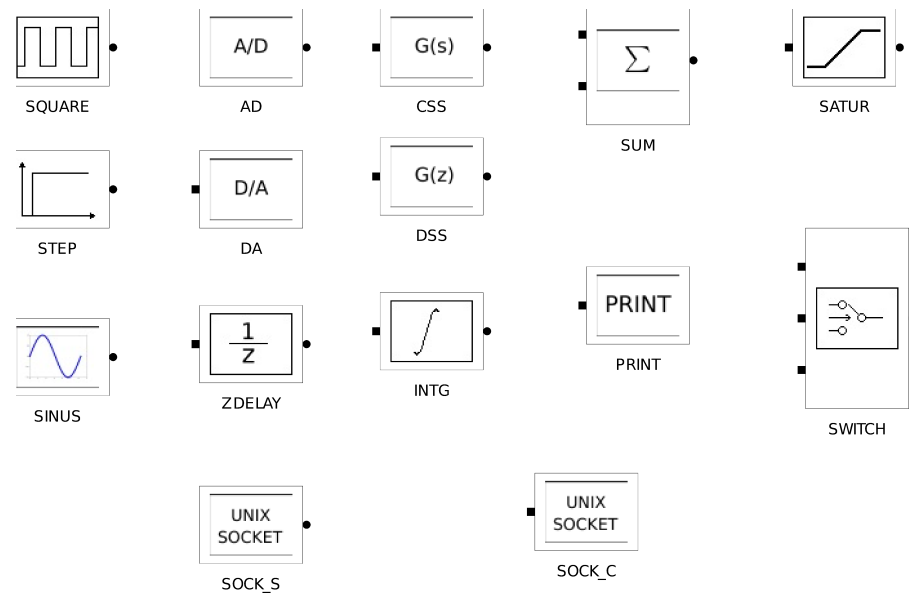 A/D
G(s)
Σ
SQUARE
AD
CSS
SUM
SATUR
D/A
G(z)
STEP
DA
DSS
1
z
PRINT
SINUS
ZDELAY
INTG
PRINT
SWITCH
UNIX
SOCKET
SOCK_S
UNIX
SOCKET
SOCK_C